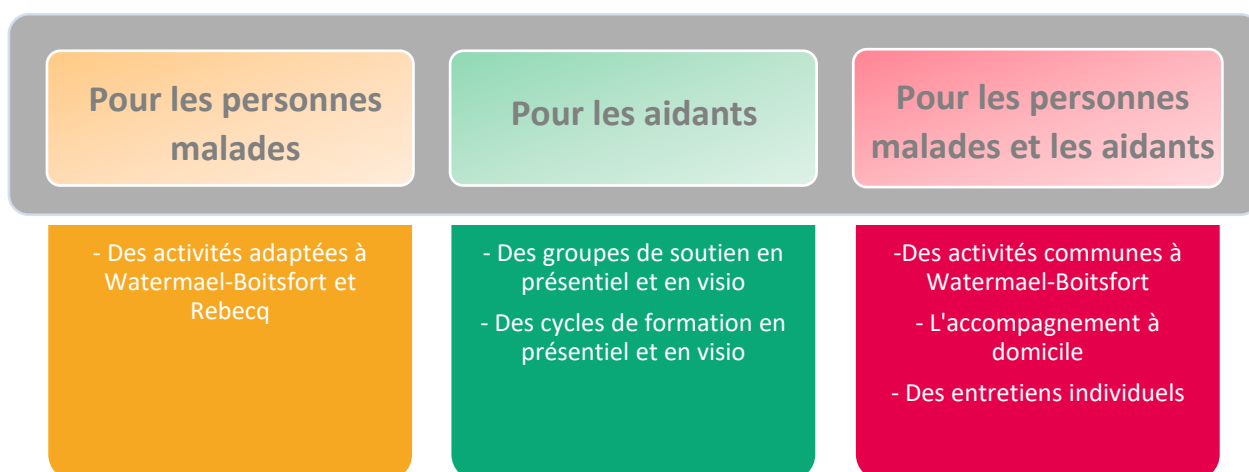 Pour les personnes
malades
Pour les aidants
Pour les personnes
malades et les aidants
- Des activités adaptées à
Watermael-Boitsfort et
Rebecq
- Des groupes de soutien en
présentiel et en visio
- Des cycles de formation en
présentiel et en visio
-Des activités communes à
Watermael-Boitsfort
- L'accompagnement à
domicile
- Des entretiens individuels